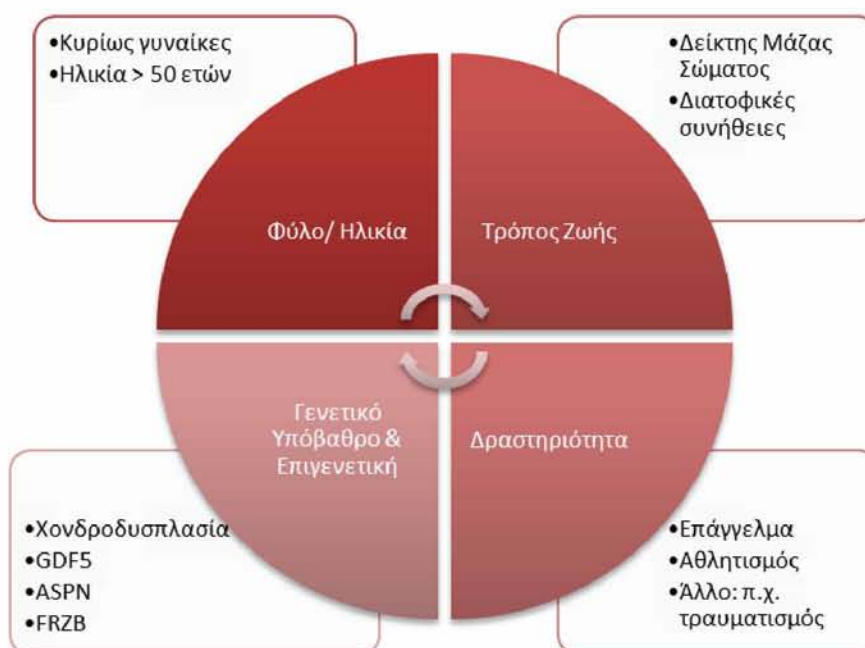 •Κυρίως γυναίκες
•Ηλικία > 50 ετών
•Δείκτης Μάζας
Σώματος
•Διατοφικές
συνήθειες
Φύλο/ Ηλικία
Τρόπος Ζωής
Γενετικό
Υπόβαθρο &
Επιγενετική
Δραστηριότητα
•Χονδροδυσπλασία
•GDF5
•ASPN
•FRZB
•Επάγγελμα
•Αθλητισμός
•Άλλο: π.χ.
τραυματισμός